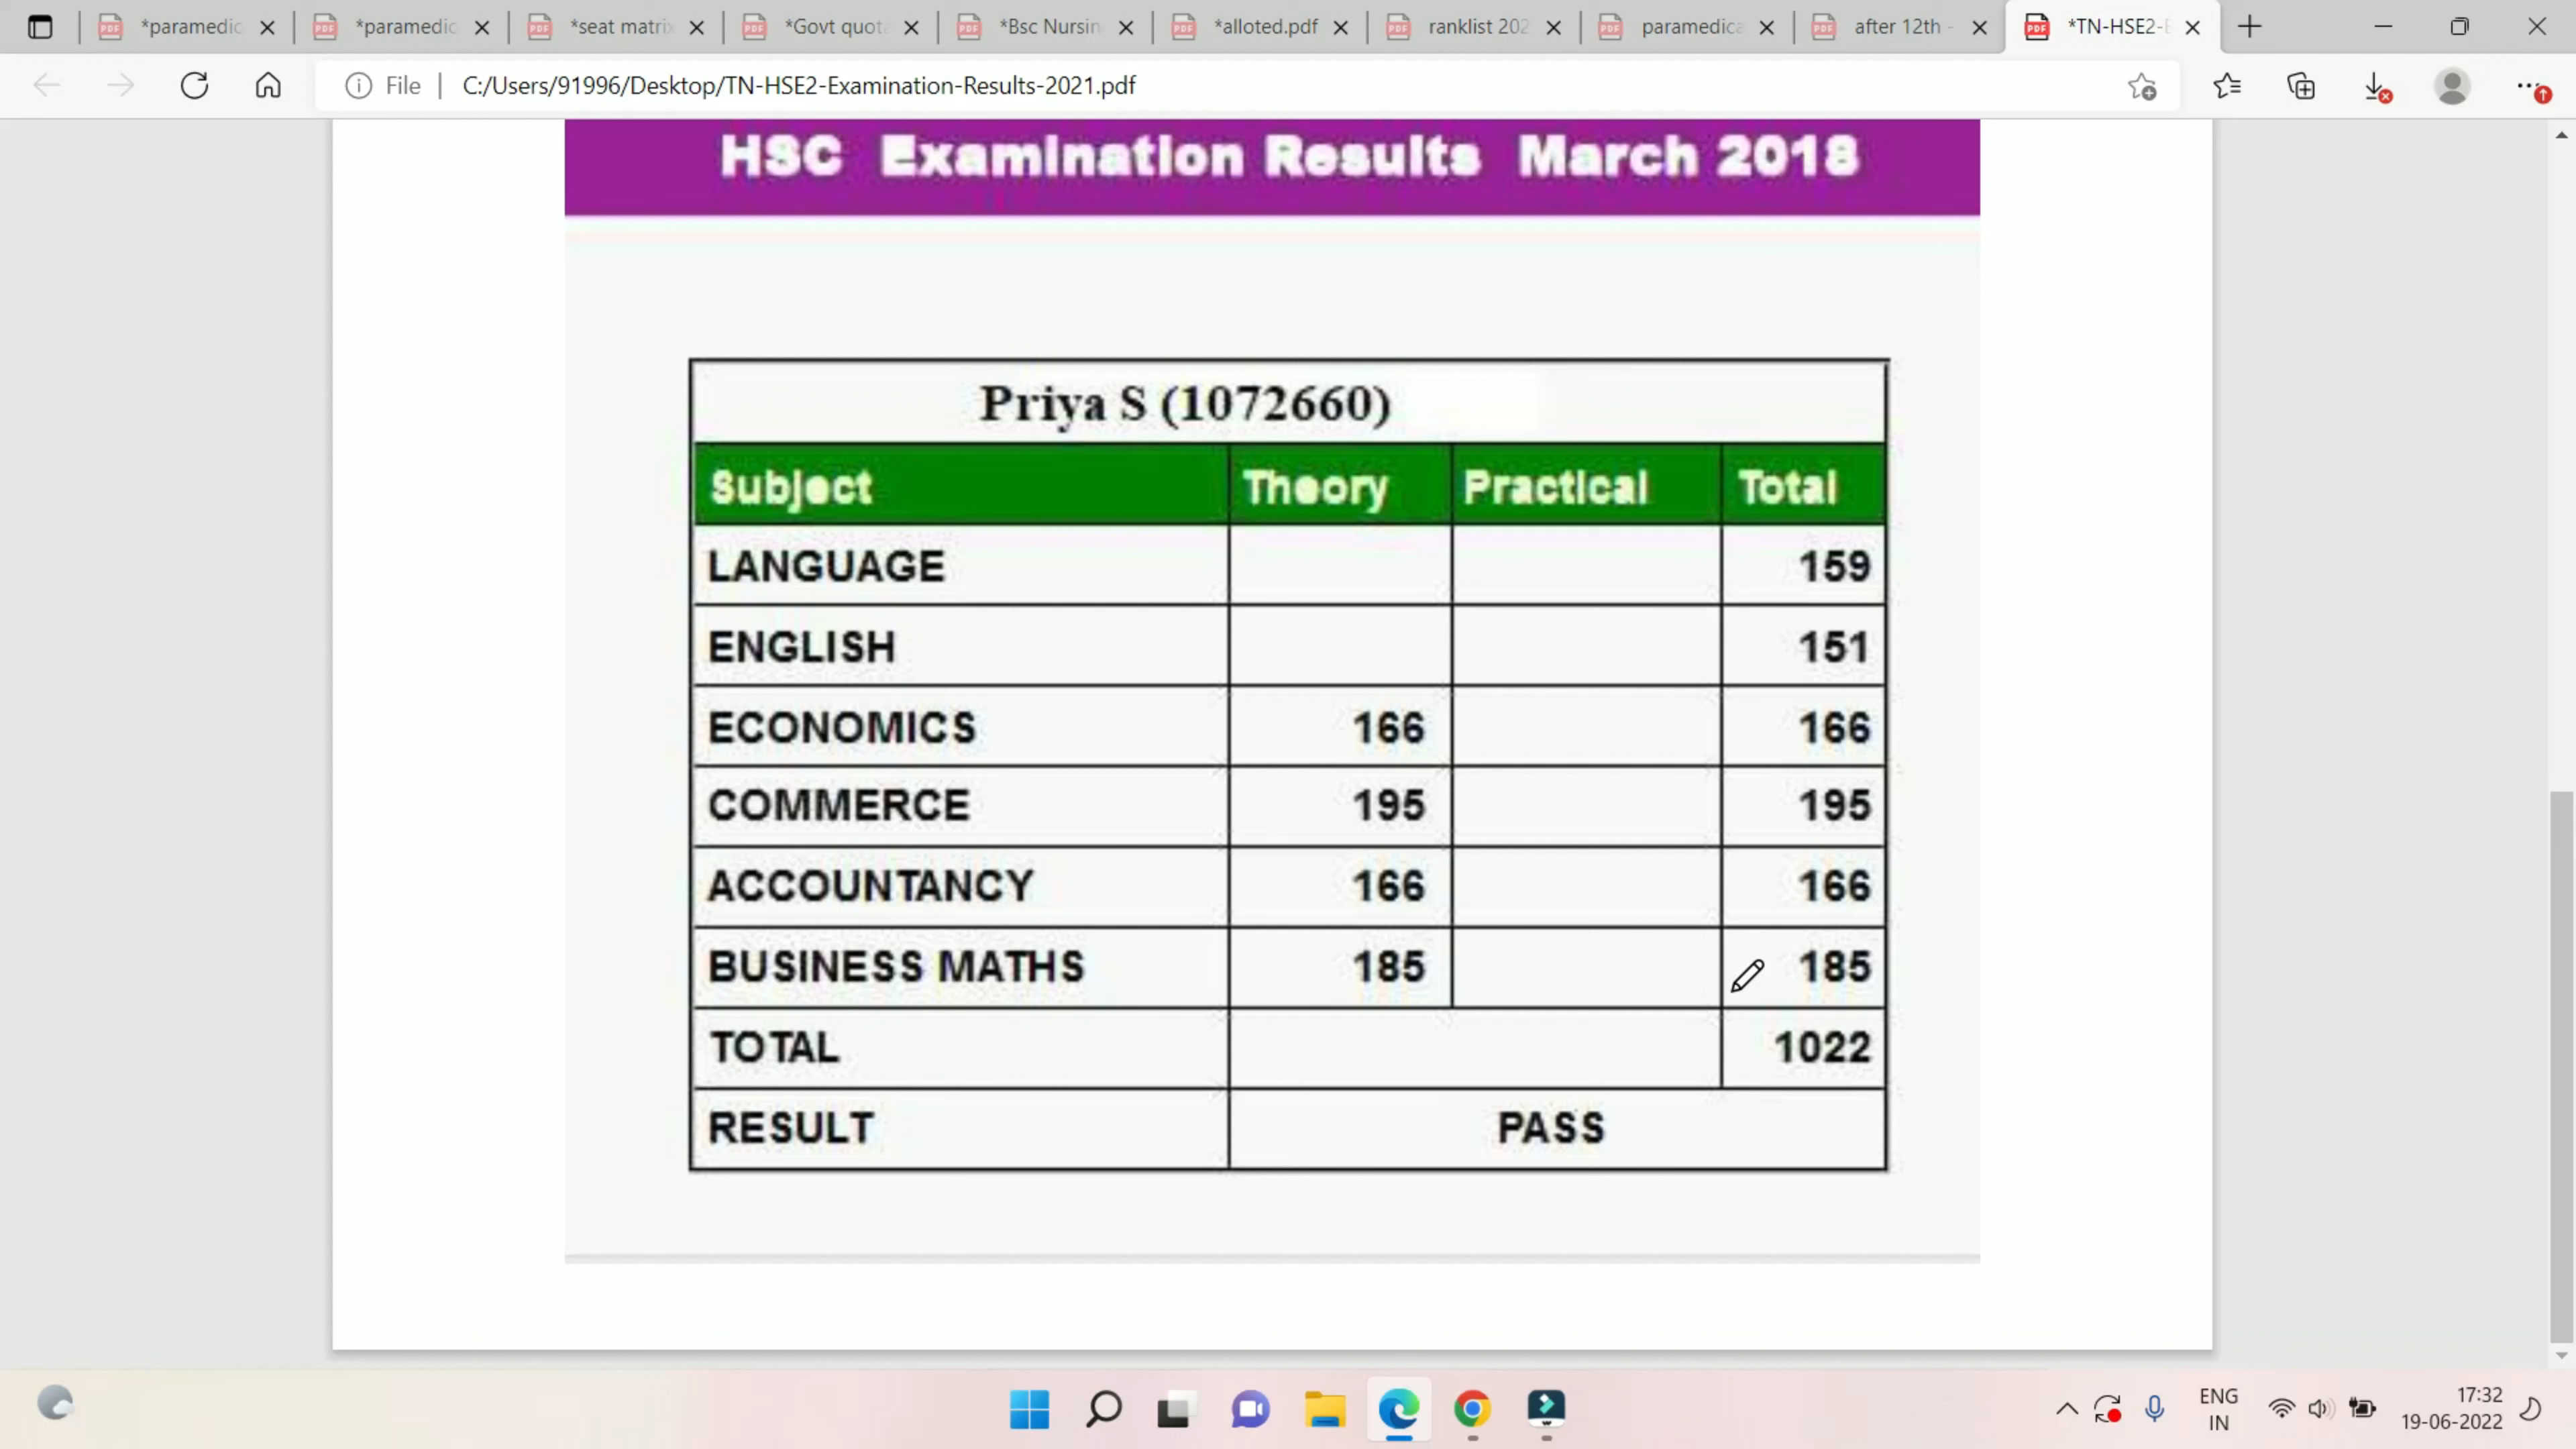 *paramedic *paramedic *seat matrix *Govt quota *Bsc Nursin *alloted.pdf ranklist 202 paramedica after 12th - *TN-HSE2-E
File C:/Users/91996/Desktop/TN-HSE2-Examination-Results-2021.pdf
HSC Examination Results March 2018
Priya S (1072660)
Subject Theory Practical Total
LANGUAGE 159
ENGLISH 151
ECONOMICS 166 166
COMMERCE 195 195
ACCOUNTANCY 166 166
BUSINESS MATHS 185 185
TOTAL 1022
RESULT PASS
ENG
IN
17:32
19-06-2022